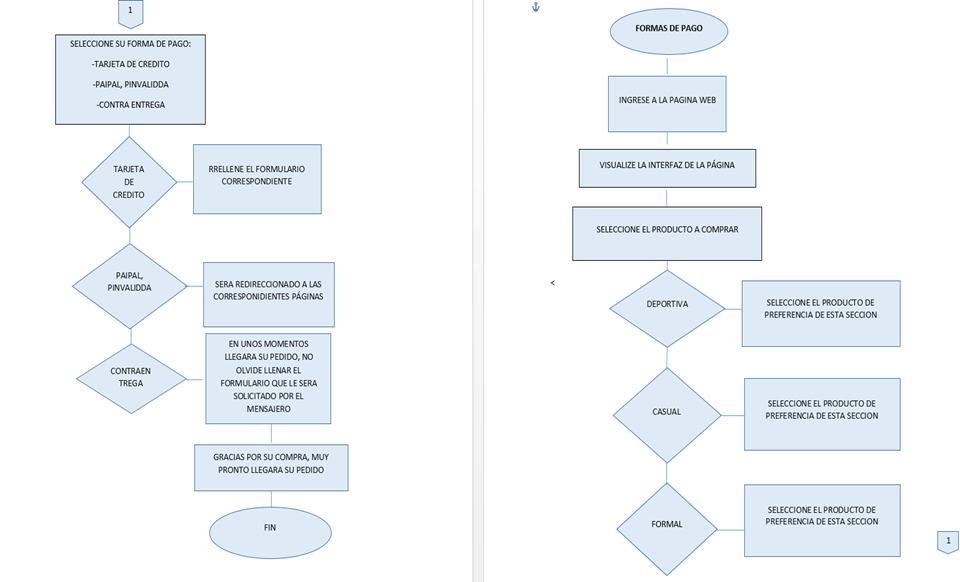 1
SELECCIONE SU FORMA DE PAGO:
-TARJETA DE CREDITO
-PAIPAL, PINVALIDDA
-CONTRA ENTREGA
TARJETA
DE
CREDITO
RRELLENE EL FORMULARIO
CORRESPONDIENTE
PAIPAL,
PINVALIDDA
SERA REDIRECCIONADO A LAS
CORRESPONIDIENTES PÁGINAS
CONTRAEN
TREGA
EN UNOS MOMENTOS
LLEGARA SU PEDIDO, NO
OLVIDE LLENAR EL
FORMULARIO QUE LE SERA
SOLICITADO POR EL
MENSAJERO
GRACIAS POR SU COMPRA, MUY
PRONTO LLEGARA SU PEDIDO
FIN
FORMAS DE PAGO
INGRESE A LA PAGINA WEB
VISUALIZE LA INTERFAZ DE LA PÁGINA
SELECCIONE EL PRODUCTO A COMPRAR
<
DEPORTIVA
SELECCIONE EL PRODUCTO DE
PREFERENCIA DE ESTA SECCION
CASUAL
SELECCIONE EL PRODUCTO DE
PREFERENCIA DE ESTA SECCION
FORMAL
SELECCIONE EL PRODUCTO DE
PREFERENCIA DE ESTA SECCION
1